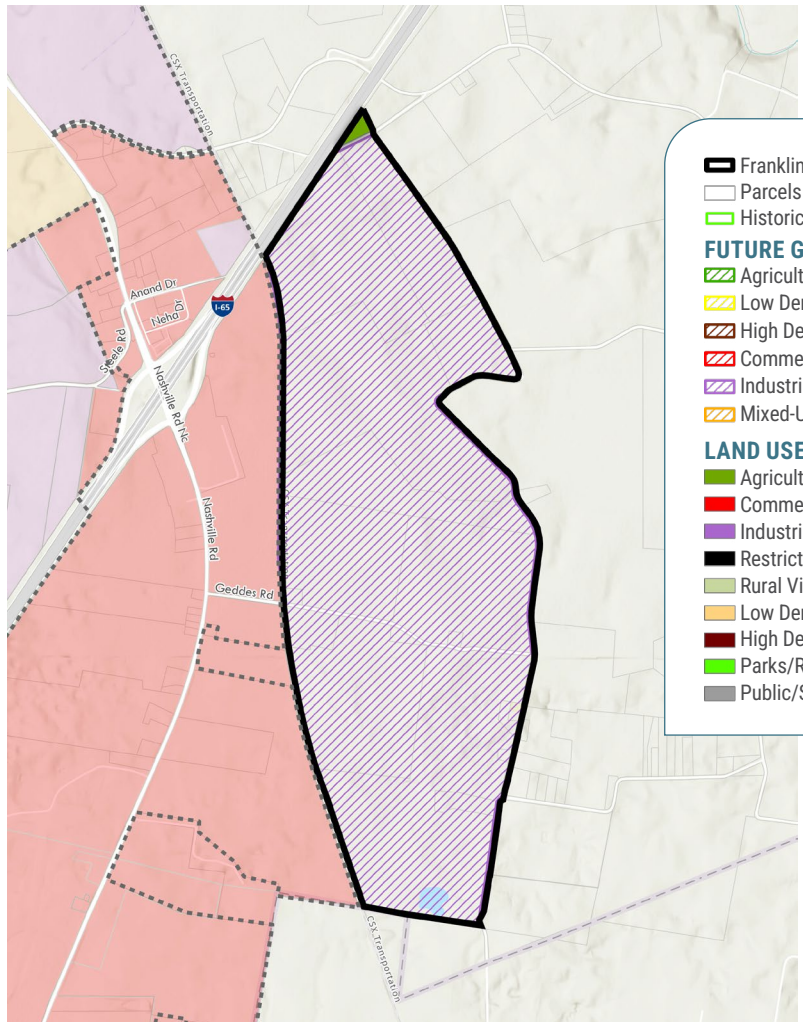 CSX Transportation
Anand Dr
Neha Dr
I-65
Steele Rd
Nashville Rd Nc
Nashville Rd
Geddes Rd
CSX Transportation
Franklin
Parcels
Historic
FUTURE G
Agricult
Low Der
High De
Comme
Industri
Mixed-U
LAND USE
Agricult
Comme
Industri
Restrict
Rural Vi
Low Der
High De
Parks/R
Public/S